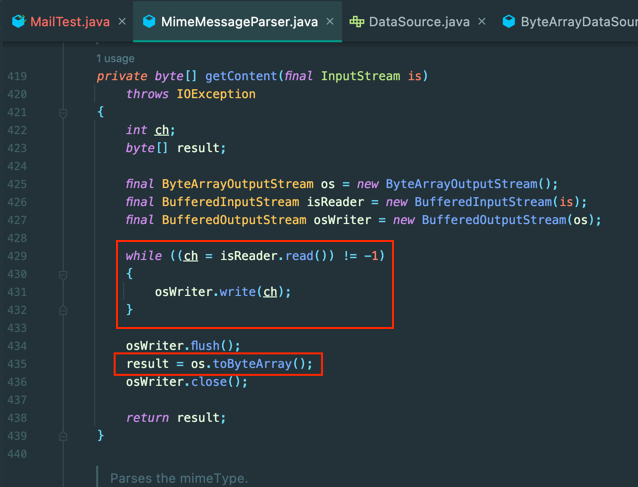 MailTest.java × MimeMessageParser.java × DataSource.java × ByteArrayDataSour
1 usage
419 private byte[] getContent(final InputStream is)
420 throws IOException
421 {
422 int ch;
423 byte[] result;
424
425 final ByteArrayOutputStream os = new ByteArrayOutputStream();
426 final BufferedInputStream isReader = new BufferedInputStream(is);
427 final BufferedOutputStream osWriter = new BufferedOutputStream(os);
428
429 while ((ch = isReader.read()) != -1)
430 {
431 osWriter.write(ch);
432 }
433
434 osWriter.flush();
435 result = os.toByteArray();
436 osWriter.close();
437
438 return result;
439 }
440
Parses the mimeType.